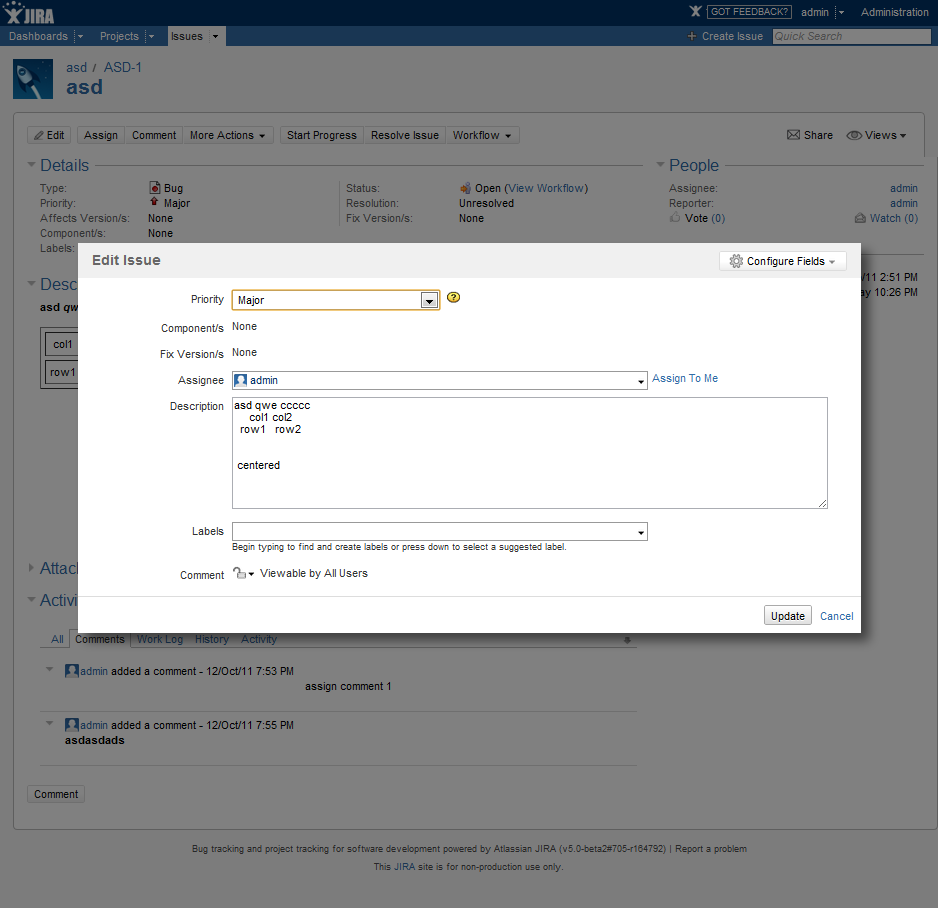 JIRA
GOT FEEDBACK? admin Administration
Dashboards Projects Issues + Create Issue Quick Search
asd / ASD-1
asd
Edit Assign Comment More Actions Start Progress Resolve Issue Workflow Share Views
Details People
Type: Bug Status: Open (View Workflow) Assignee: admin
Priority: Major Resolution: Unresolved Reporter: admin
Affects Version/s: None Fix Version/s: None Vote (0) Watch (0)
Component/s: None
Labels:
Edit Issue Configure Fields
/11 2:51 PM
10:26 PM
Desc
asd qw
col1
row1
Priority Major ?
Component/s None
Fix Version/s None
Assignee admin Assign To Me
Description asd qwe ccccc
col1 col2
row1 row2
centered
Labels
Begin typing to find and create labels or press down to select a suggested label.
Comment Viewable by All Users
Update Cancel
Attac
Activi
All Comments Work Log History Activity
admin added a comment - 12/Oct/11 7:53 PM
assign comment 1
admin added a comment - 12/Oct/11 7:55 PM
asdasdads
Comment
Bug tracking and project tracking for software development powered by Atlassian JIRA (v5.0-beta2#705-r164792) | Report a problem
This JIRA site is for non-production use only.